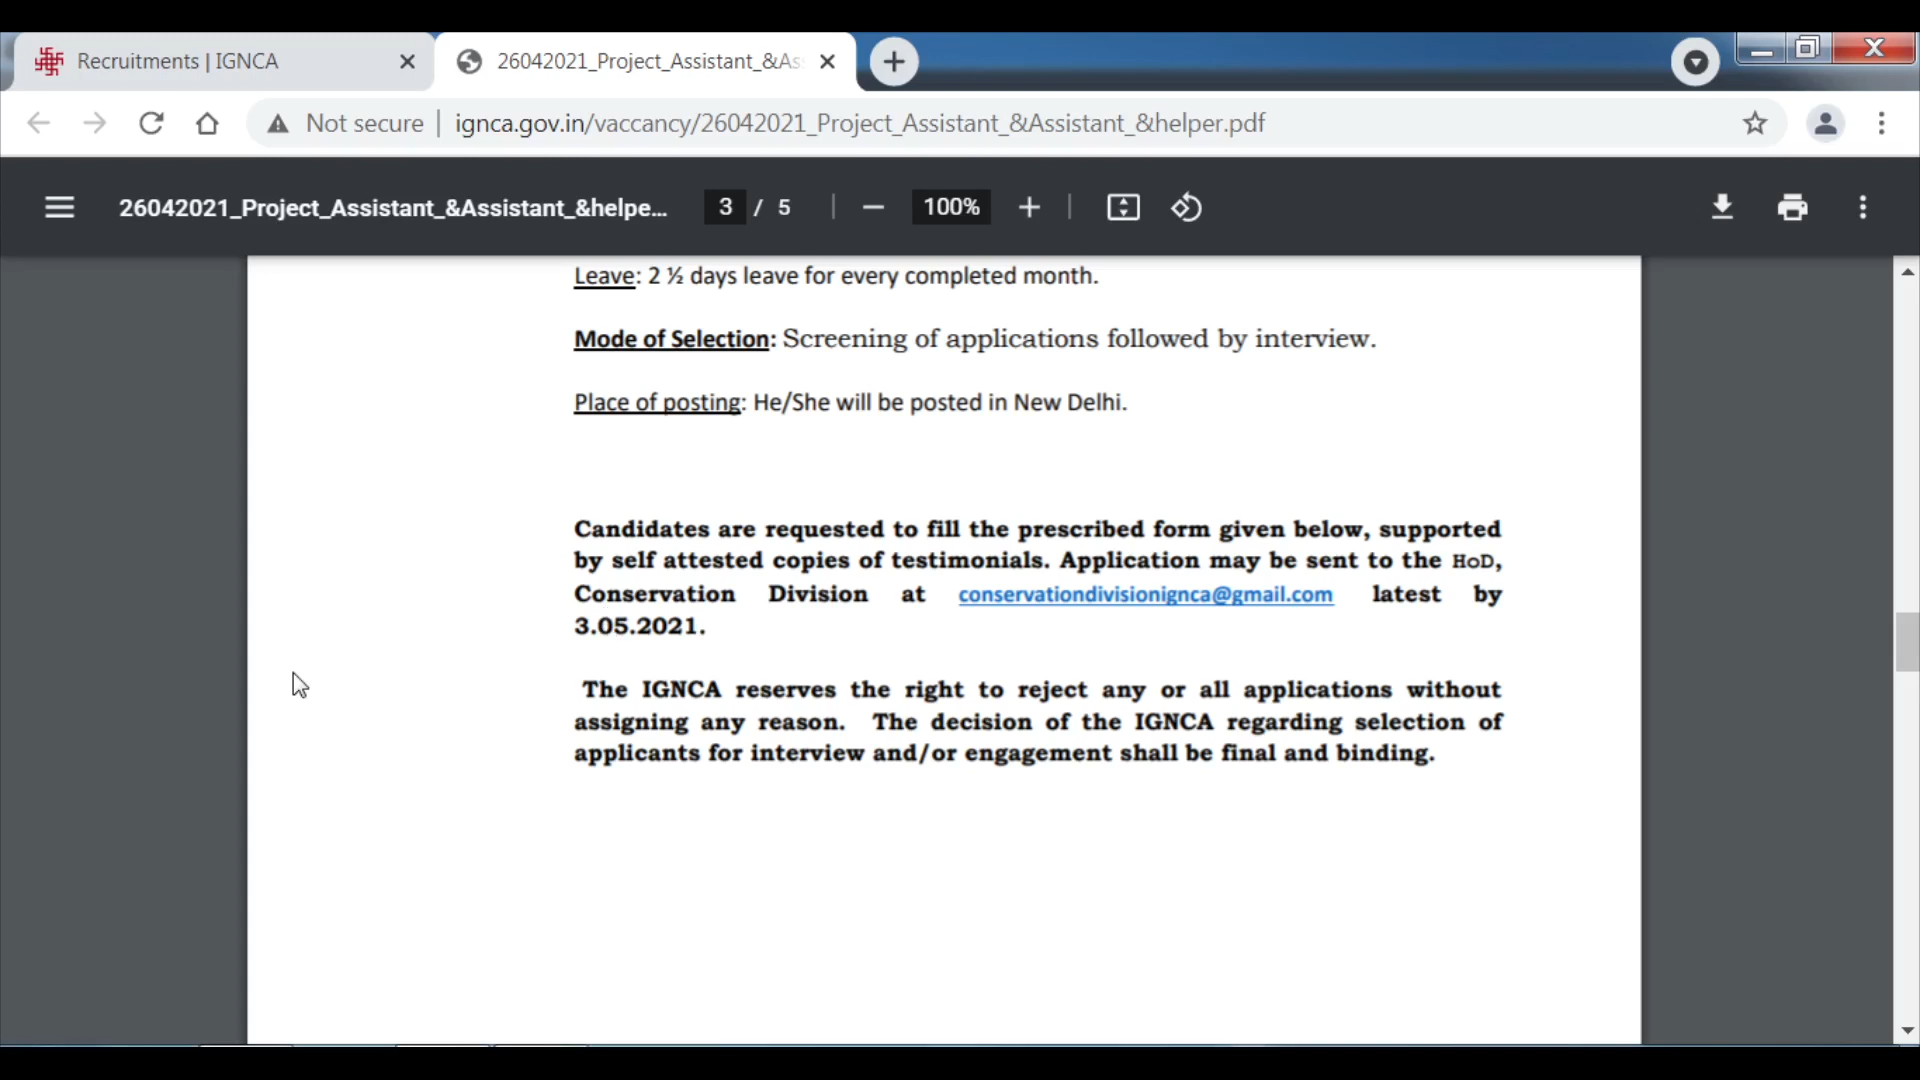 Recruitments | IGNCA
26042021_Project_Assistant_&As
Not secure | ignca.gov.in/vaccancy/26042021_Project_Assistant_&Assistant_&helper.pdf
26042021_Project_Assistant_&Assistant_&helpe... 3 / 5 100%
Leave: 2 ½ days leave for every completed month.
Mode of Selection: Screening of applications followed by interview.
Place of posting: He/She will be posted in New Delhi.
Candidates are requested to fill the prescribed form given below, supported
by self attested copies of testimonials. Application may be sent to the HoD,
Conservation Division at conservationdivisionignca@gmail.com latest by
3.05.2021.
The IGNCA reserves the right to reject any or all applications without
assigning any reason. The decision of the IGNCA regarding selection of
applicants for interview and/or engagement shall be final and binding.